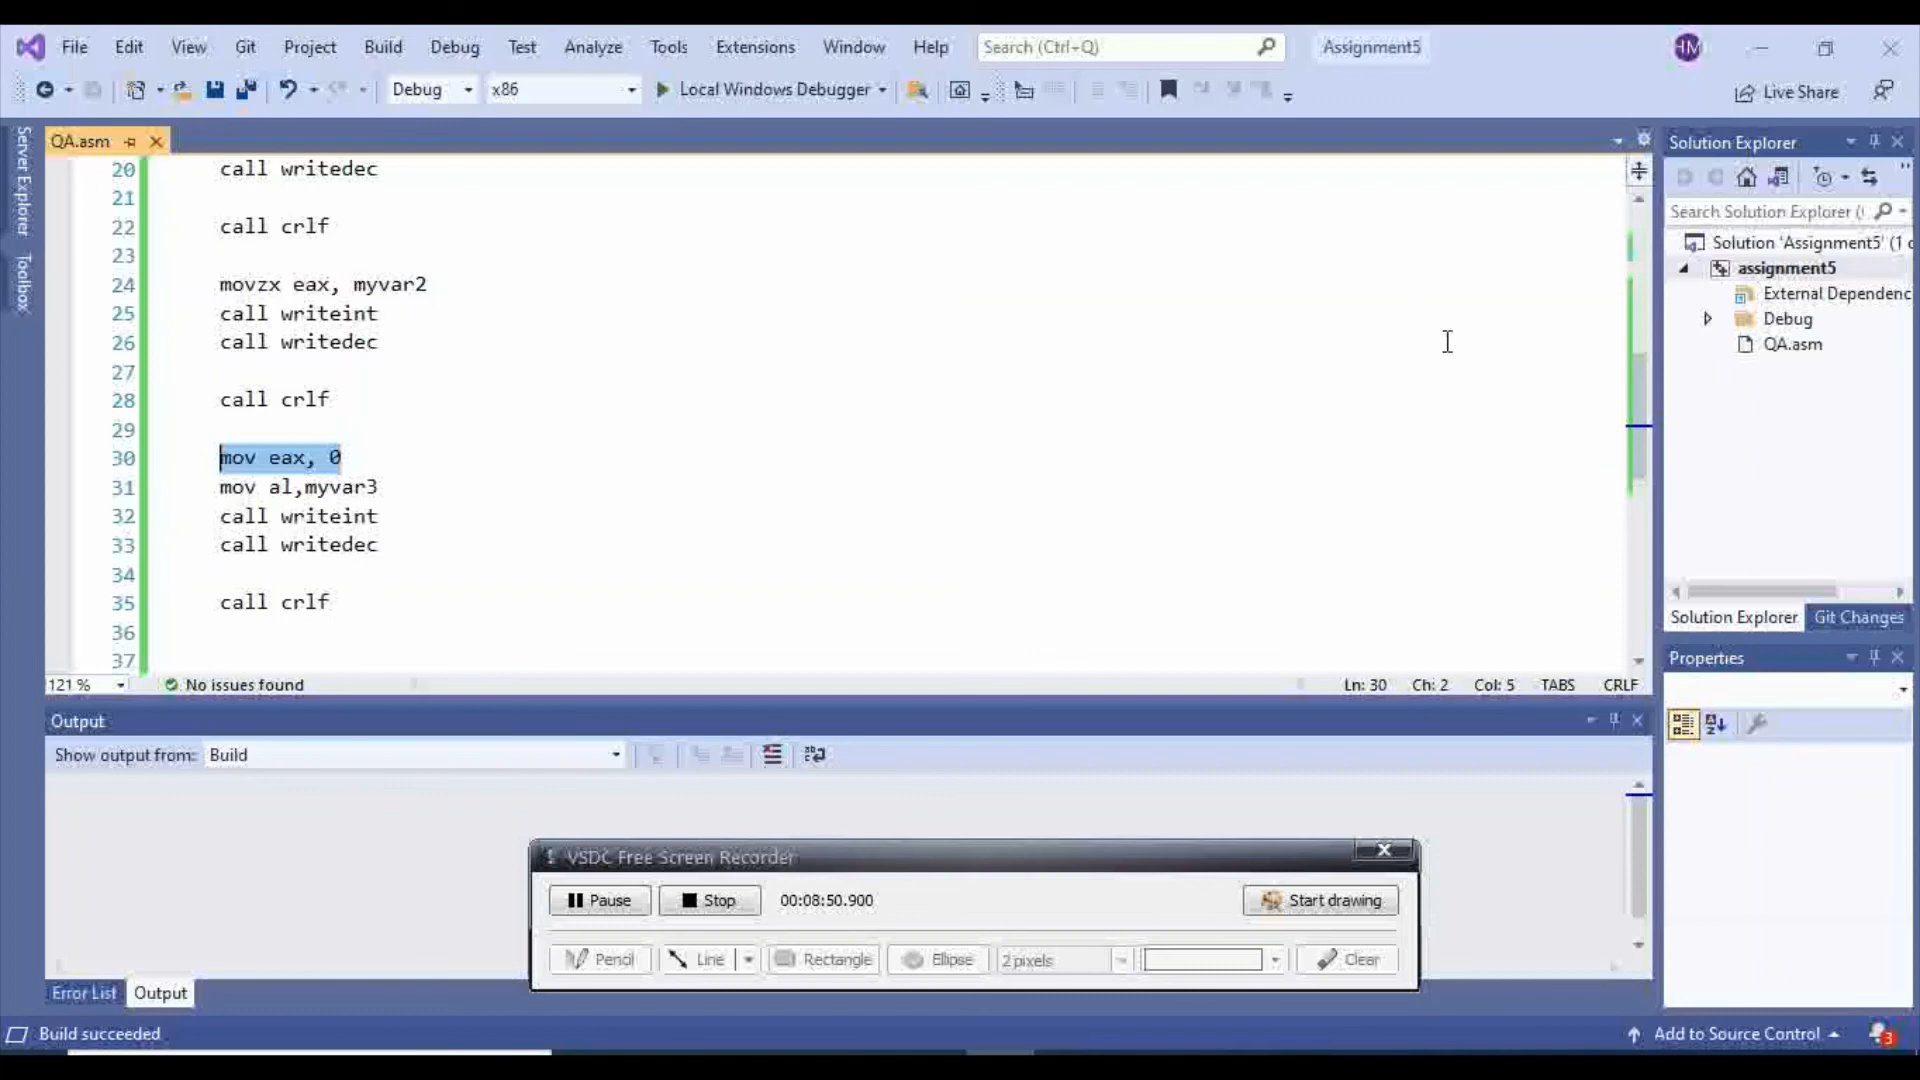 File Edit View Git Project Build Debug Test Analyze Tools Extensions Window Help Search (Ctrl+Q) Assignment5 HM
Debug x86 Local Windows Debugger Live Share
Server Explorer
Toolbox
QA.asm
20 call writedec
21
22 call crlf
23
24 movzx eax, myvar2
25 call writeint
26 call writedec
27
28 call crlf
29
30 mov eax, 0
31 mov al,myvar3
32 call writeint
33 call writedec
34
35 call crlf
36
37
121 % No issues found Ln: 30 Ch: 2 Col: 5 TABS CRLF
Output
Show output from: Build
Error List Output
VSDC Free Screen Recorder
Pause Stop 00:08:50.900 Start drawing
Pencil Line Rectangle Ellipse 2 pixels Clear
Solution Explorer
Search Solution Explorer (
Solution 'Assignment5' (1
assignment5
External Dependenc
Debug
QA.asm
Solution Explorer Git Changes
Properties
Build succeeded Add to Source Control 3